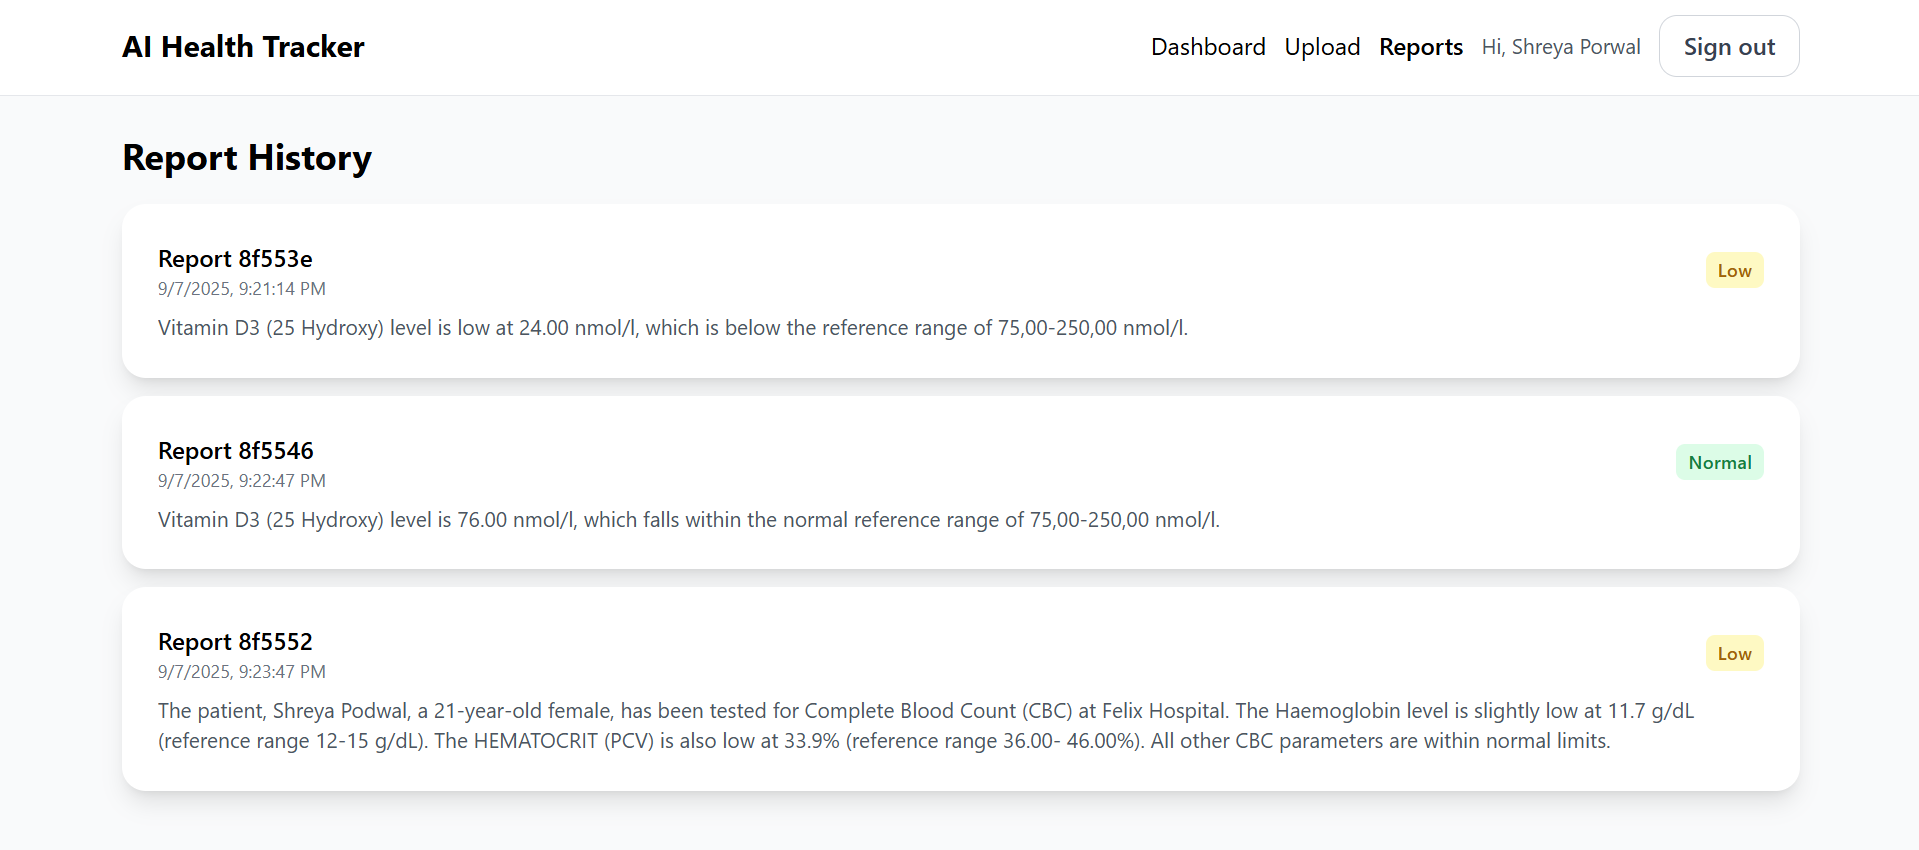 AI Health Tracker
Dashboard Upload Reports Hi, Shreya Porwal Sign out
Report History
Report 8f553e
Low
9/7/2025, 9:21:14 PM
Vitamin D3 (25 Hydroxy) level is low at 24.00 nmol/l, which is below the reference range of 75,00-250,00 nmol/l.
Report 8f5546
Normal
9/7/2025, 9:22:47 PM
Vitamin D3 (25 Hydroxy) level is 76.00 nmol/l, which falls within the normal reference range of 75,00-250,00 nmol/l.
Report 8f5552
Low
9/7/2025, 9:23:47 PM
The patient, Shreya Podwal, a 21-year-old female, has been tested for Complete Blood Count (CBC) at Felix Hospital. The Haemoglobin level is slightly low at 11.7 g/dL
(reference range 12-15 g/dL). The HEMATOCRIT (PCV) is also low at 33.9% (reference range 36.00- 46.00%). All other CBC parameters are within normal limits.